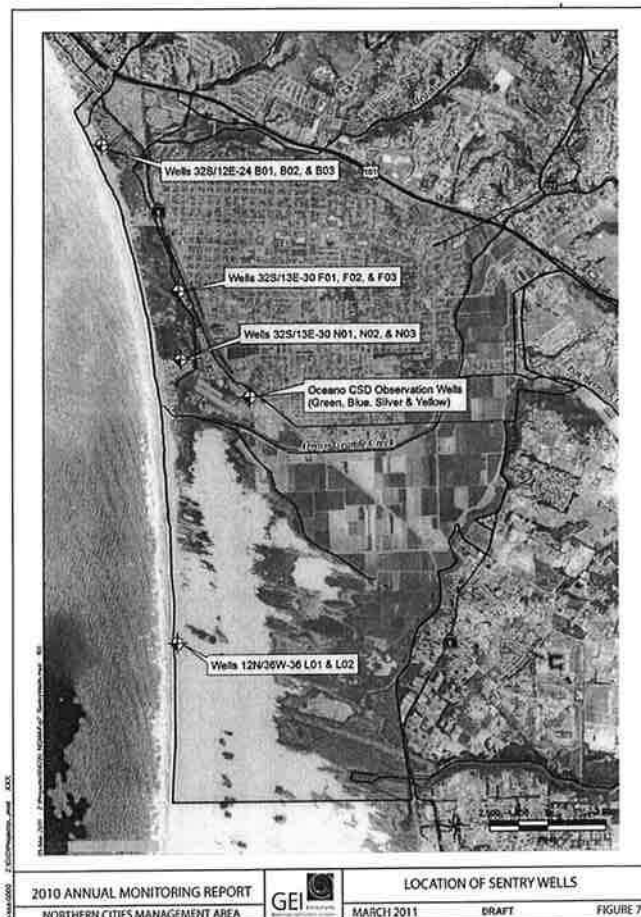 Wells 32S/12E-24 B01, B02, & B03
101
Wells 32S/13E-30 F01, F02, & F03
Wells 32S/13E-30 N01, N02, & N03
Oceano CSD Observation Wells
(Green, Blue, Silver & Yellow)
Creek
Wells 12N/36W-36 L01 & L02
2010 ANNUAL MONITORING REPORT
NORTHERN CITIES MANAGEMENT AREA
GEI
LOCATION OF SENTRY WELLS
MARCH 2011 DRAFT FIGURE 7